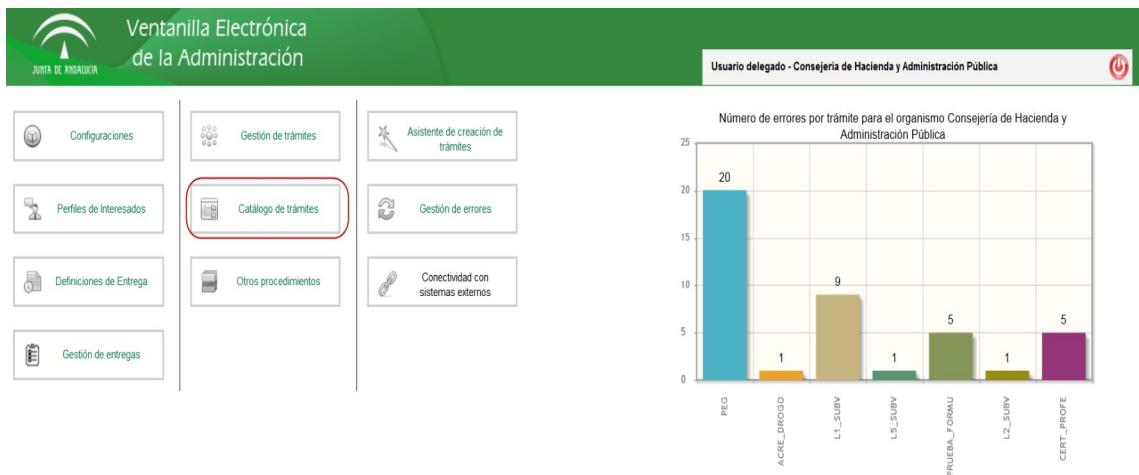 Ventanilla Electrónica
de la Administración
JUNTA DE ANDALUCIA
Usuario delegado - Consejería de Hacienda y Administración Pública
Configuraciones
Perfiles de Interesados
Definiciones de Entrega
Gestión de entregas
Gestión de trámites
Catálogo de trámites
Otros procedimientos
Asistente de creación de
trámites
Gestión de errores
Conectividad con
sistemas externos
Número de errores por trámite para el organismo Consejería de Hacienda y
Administración Pública
25
20
15
10
5
0
20
1
9
1
5
1
5
PEG
ACRE_DROGO
L1_SUBV
L5_SUBV
PRUEBA_FORMU
L2_SUBV
CERT_PROFE